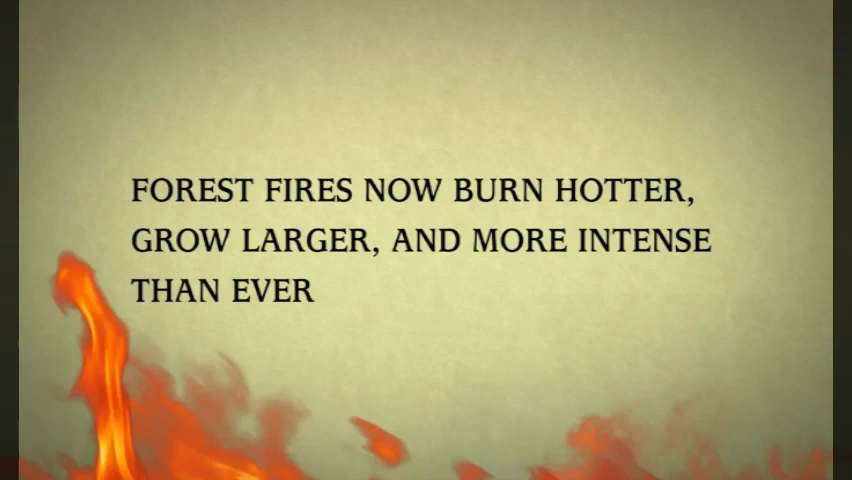 FOREST FIRES NOW BURN HOTTER,
GROW LARGER, AND MORE INTENSE
THAN EVER